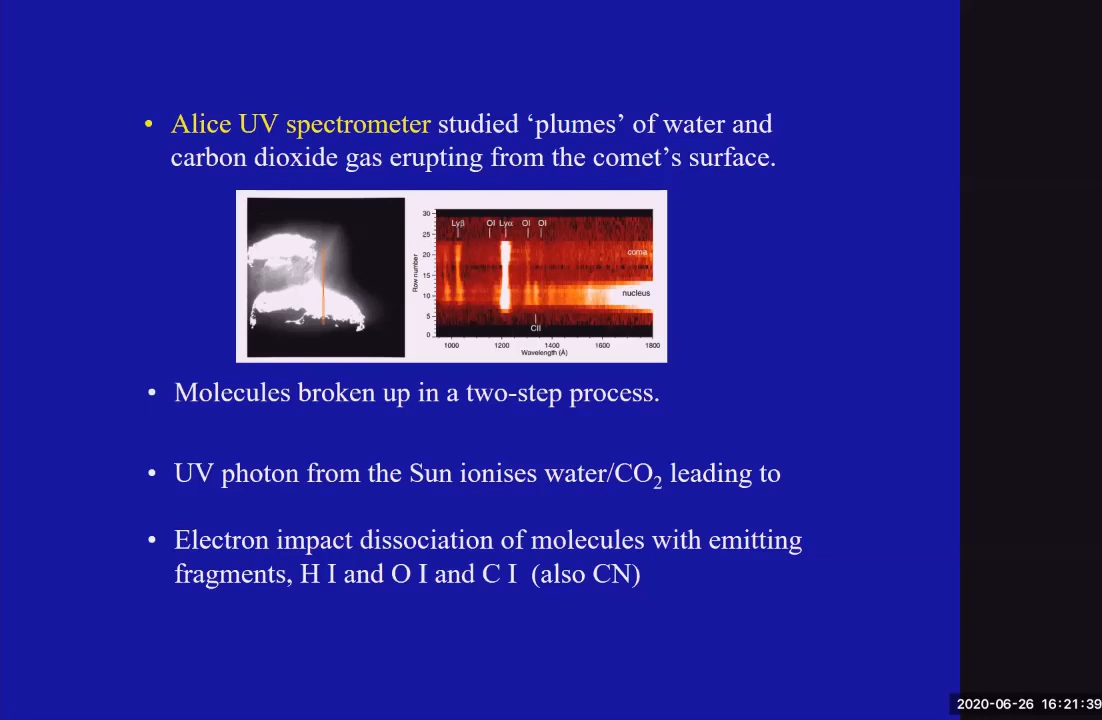 • Alice UV spectrometer studied ‘plumes’ of water and
carbon dioxide gas erupting from the comet’s surface.
30
25
20
15
10
5
0
Row number
Lyβ OI Lyα OI OI
coma
nucleus
CII
1000 1200 1400 1600 1800
Wavelength (Å)
• Molecules broken up in a two-step process.
• UV photon from the Sun ionises water/CO₂ leading to
• Electron impact dissociation of molecules with emitting
fragments, H I and O I and C I (also CN)
2020-06-26 16:21:39